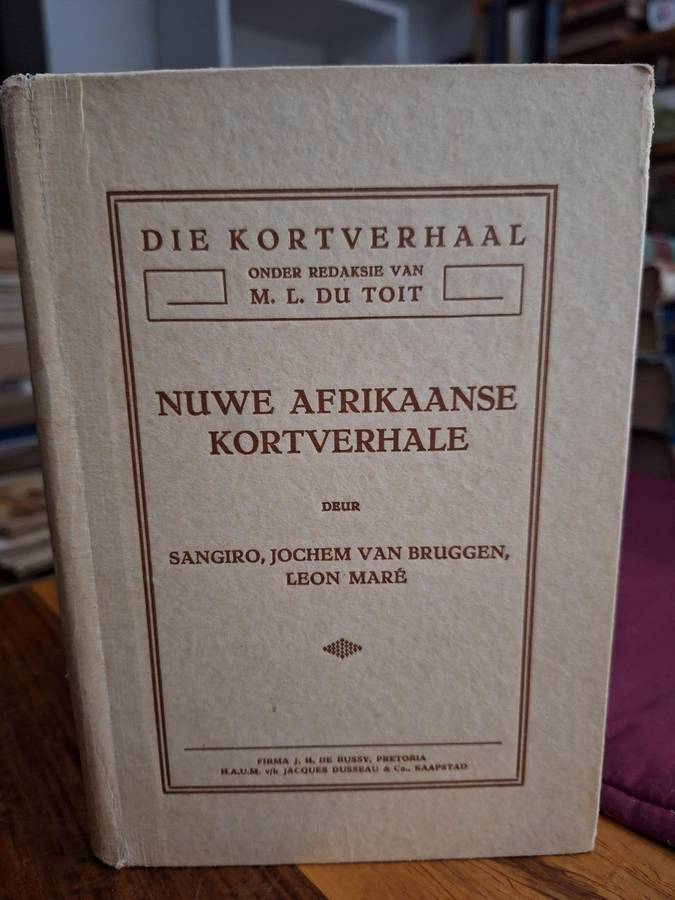 DIE KORTVERHAAL
ONDER REDAKSIE VAN
M. L. DU TOIT
NUWE AFRIKAANSE
KORTVERHALE
DEUR
SANGIRO, JOCHEM VAN BRUGGEN,
LEON MARÉ
FIRMA J. H. DE BUSSY, PRETORIA
H.A.U.M. v/h JACQUES DUSSEAU & Co., KAAPSTAD